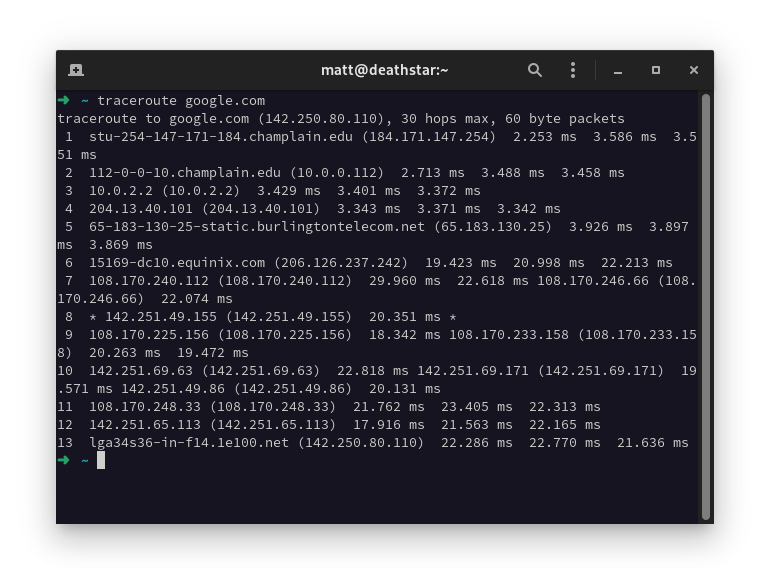 matt@deathstar:~
➜ ~ traceroute google.com
traceroute to google.com (142.250.80.110), 30 hops max, 60 byte packets
 1  stu-254-147-171-184.champlain.edu (184.171.147.254)  2.253 ms  3.586 ms  3.5
51 ms
 2  112-0-0-10.champlain.edu (10.0.0.112)  2.713 ms  3.488 ms  3.458 ms
 3  10.0.2.2 (10.0.2.2)  3.429 ms  3.401 ms  3.372 ms
 4  204.13.40.101 (204.13.40.101)  3.343 ms  3.371 ms  3.342 ms
 5  65-183-130-25-static.burlingtontelecom.net (65.183.130.25)  3.926 ms  3.897
ms  3.869 ms
 6  15169-dc10.equinix.com (206.126.237.242)  19.423 ms  20.998 ms  22.213 ms
 7  108.170.240.112 (108.170.240.112)  29.960 ms  22.618 ms 108.170.246.66 (108.
170.246.66)  22.074 ms
 8  * 142.251.49.155 (142.251.49.155)  20.351 ms *
 9  108.170.225.156 (108.170.225.156)  18.342 ms 108.170.233.158 (108.170.233.15
8)  20.263 ms  19.472 ms
10  142.251.69.63 (142.251.69.63)  22.818 ms 142.251.69.171 (142.251.69.171)  19
.571 ms 142.251.49.86 (142.251.49.86)  20.131 ms
11  108.170.248.33 (108.170.248.33)  21.762 ms  23.405 ms  22.313 ms
12  142.251.65.113 (142.251.65.113)  17.916 ms  21.563 ms  22.165 ms
13  lga34s36-in-f14.1e100.net (142.250.80.110)  22.286 ms  22.770 ms  21.636 ms
➜ ~